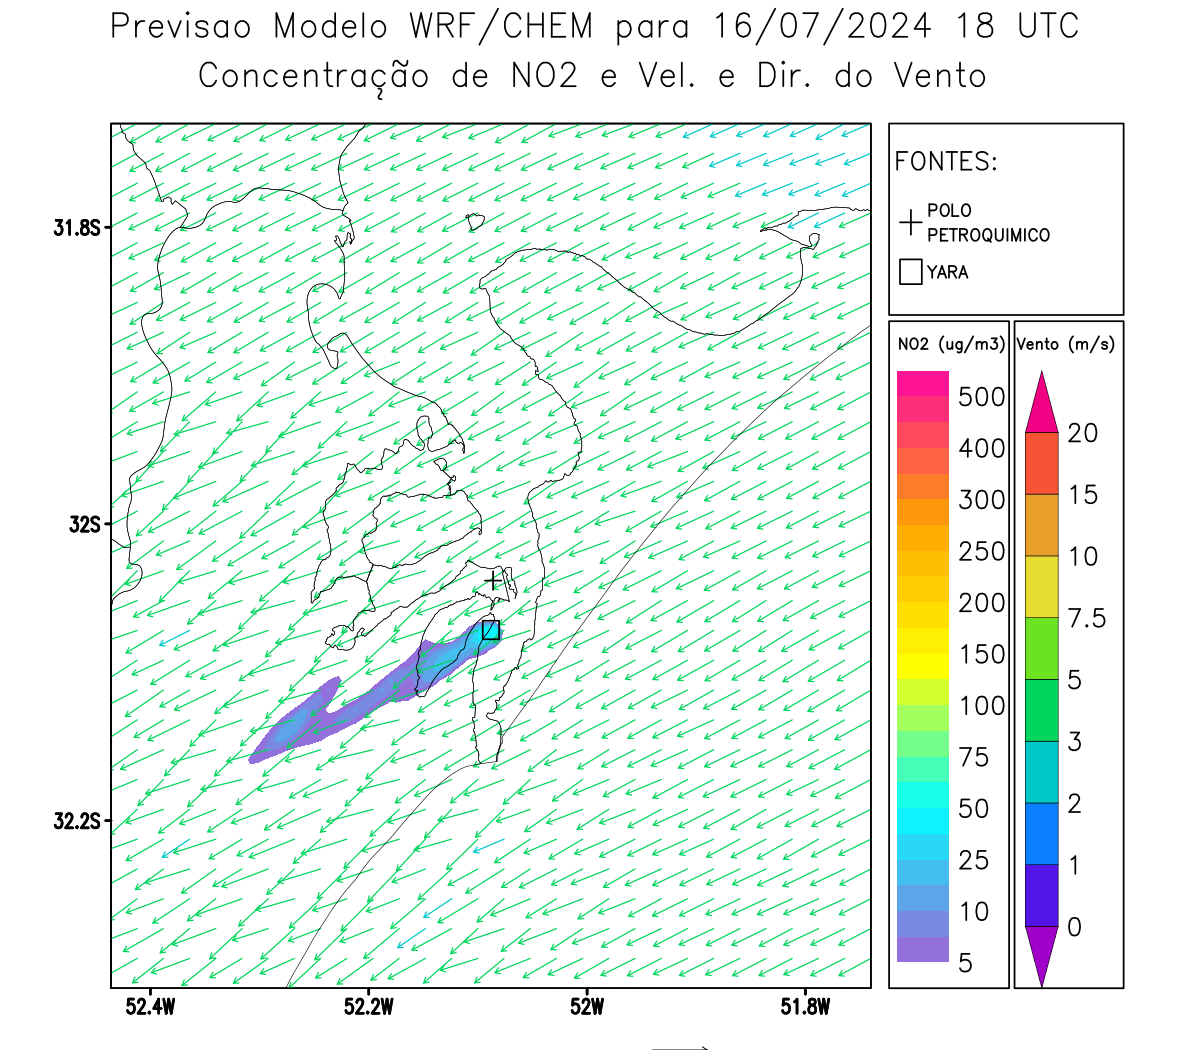 Previsao Modelo WRF/CHEM para 16/07/2024 18 UTC
Concentração de NO2 e Vel. e Dir. do Vento
FONTES:
POLO
PETROQUIMICO
YARA
31.8S
32S
32.2S
52.4W
52.2W
52W
51.8W
NO2 (ug/m3)
500
400
300
250
200
150
100
75
50
25
10
5
Vento (m/s)
20
15
10
7.5
5
3
2
1
0